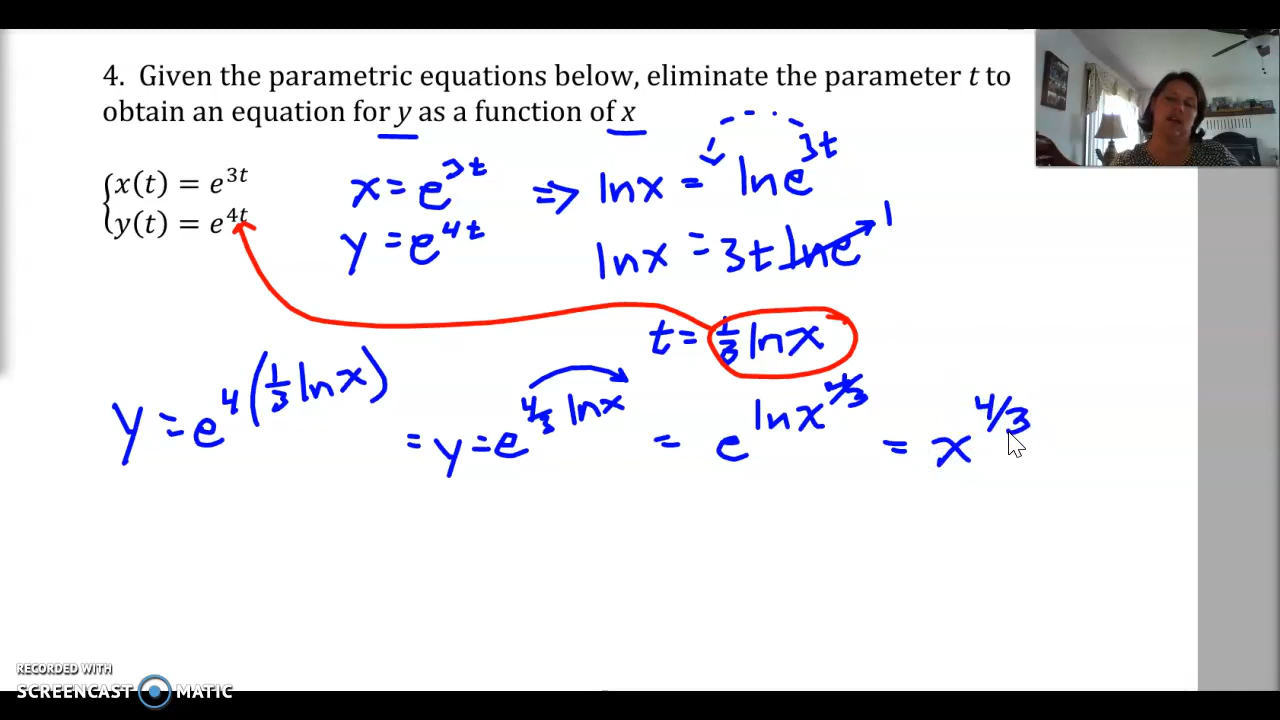 4. Given the parametric equations below, eliminate the parameter t to
obtain an equation for y as a function of x
{x(t) = e^{3t}
y(t) = e^{4t}
x = e^{3t} ⇒ ln x = ln e^{3t}
y = e^{4t}
ln x = 3t ln e 1
t = 1/3 ln x
y = e^{4(1/3 ln x)} = y = e^{4/3 ln x} = e^{ln x^{4/3}} = x^{4/3}
RECORDED WITH
SCREENCAST MATIC